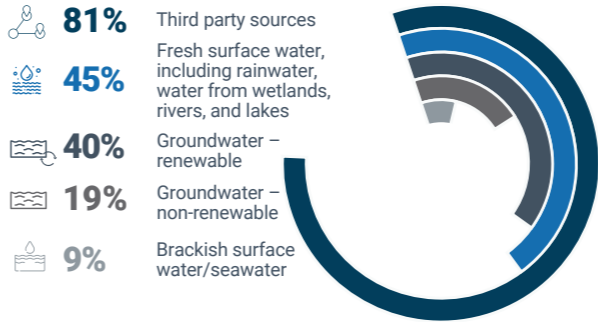 81% Third party sources
45% Fresh surface water,
including rainwater,
water from wetlands,
rivers, and lakes
40% Groundwater –
renewable
19% Groundwater –
non-renewable
9% Brackish surface
water/seawater